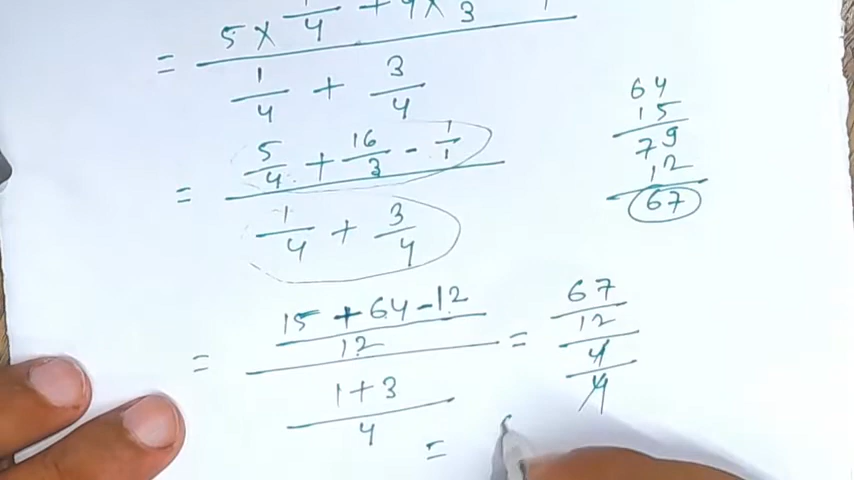 5 × 1/4 + 4 × /3 - 1
= 1/4 + 3/4
= (5/4 + 16/3 - 1/1) / (1/4 + 3/4)
= ((15 + 64 - 12)/12) / ((1 + 3)/4) = (67/12) / (4/4)
=
64
15
79
12
67